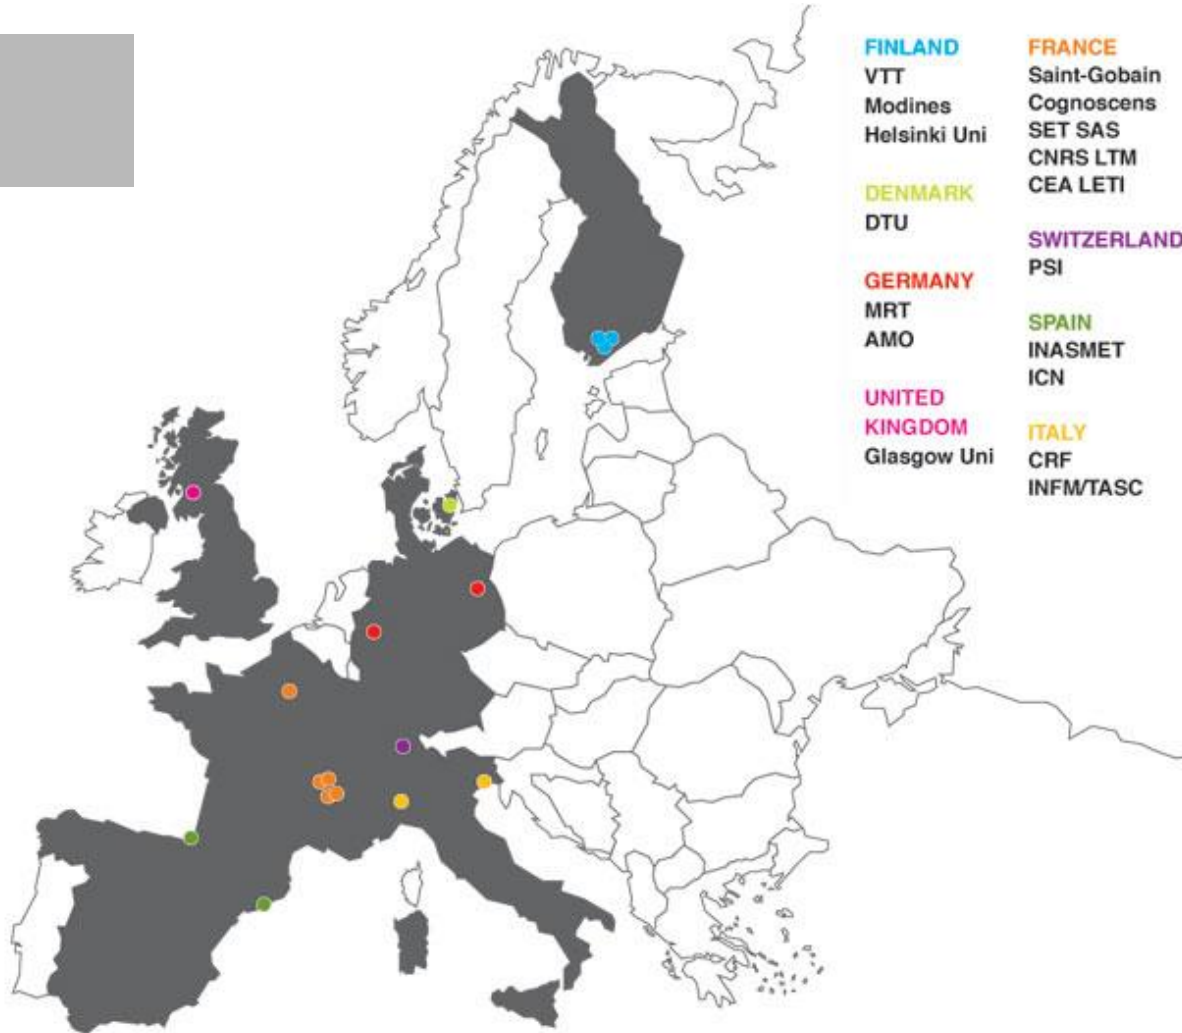 FINLAND
VTT
Modines
Helsinki Uni
DENMARK
DTU
GERMANY
MRT
AMO
UNITED
KINGDOM
Glasgow Uni
FRANCE
Saint-Gobain
Cognoscens
SET SAS
CNRS LTM
CEA LETI
SWITZERLAND
PSI
SPAIN
INASMET
ICN
ITALY
CRF
INFM/TASC